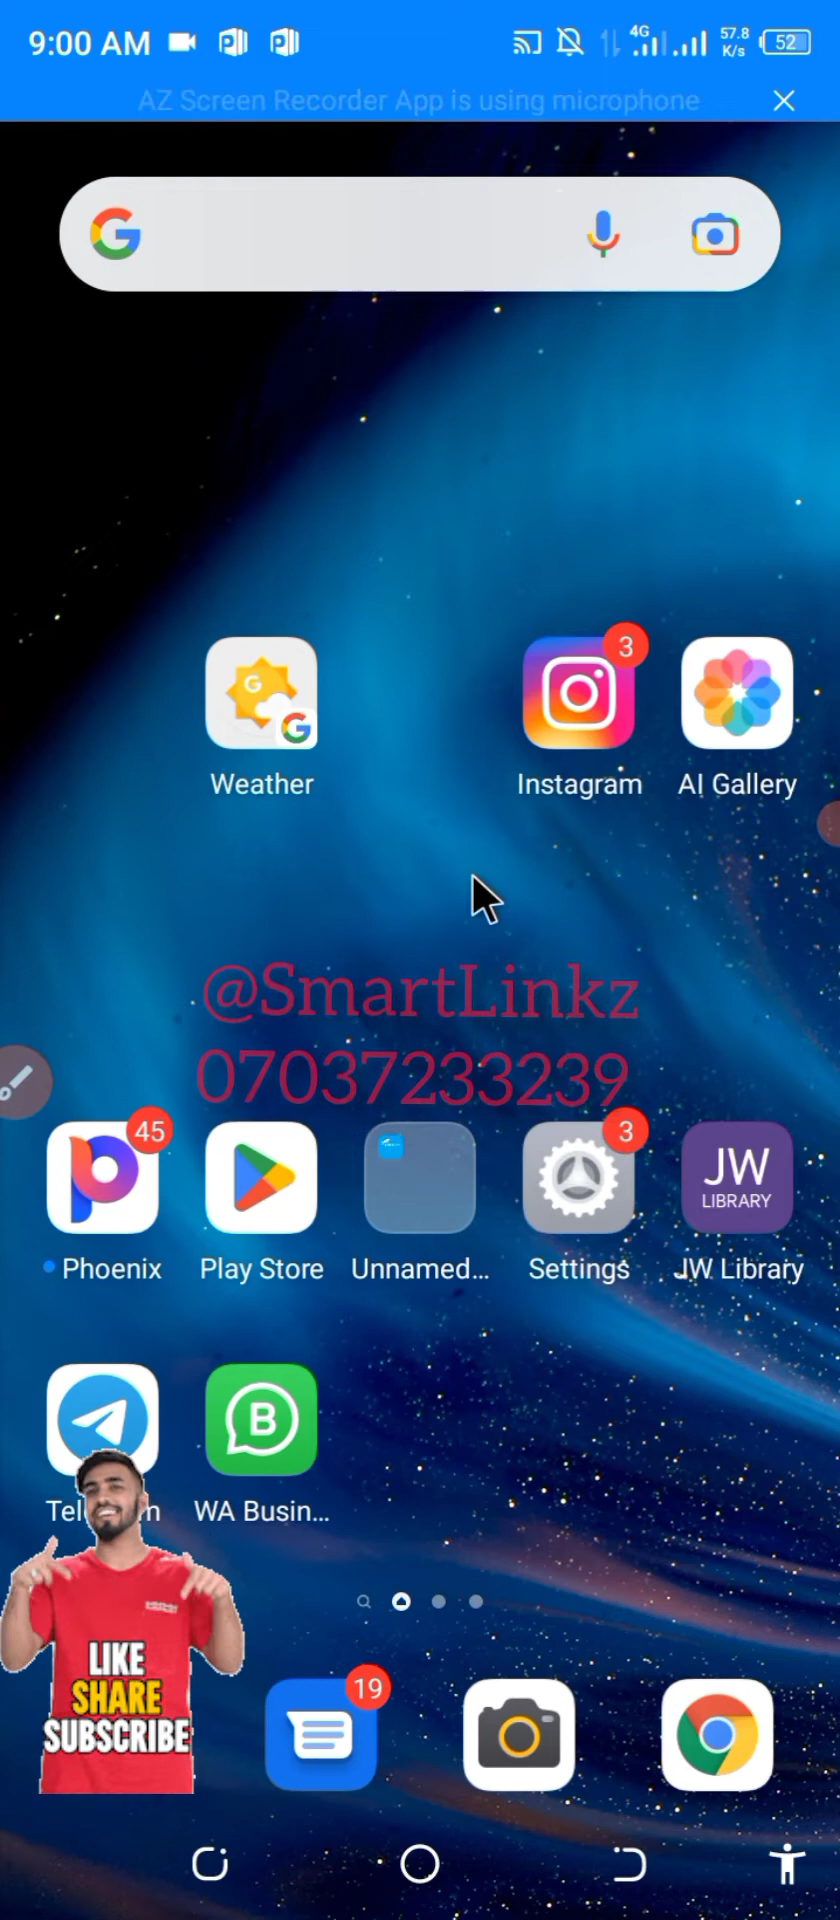 9:00 AM 4G 57.8 K/s 52
AZ Screen Recorder App is using microphone
3
Weather Instagram AI Gallery
@SmartLinkz
07037233239
45 3
JW
LIBRARY
Phoenix Play Store Unnamed... Settings JW Library
B
WA Busin...
LIKE
SHARE
SUBSCRIBE
19